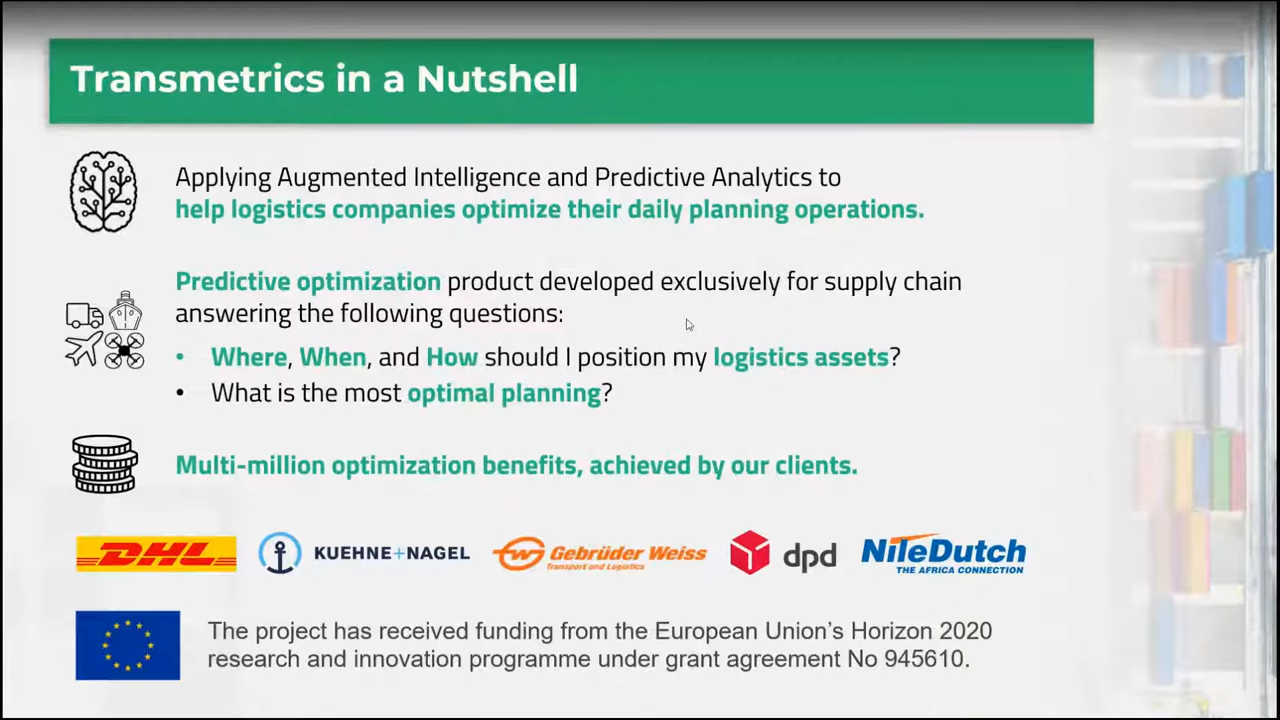 Transmetrics in a Nutshell
Applying Augmented Intelligence and Predictive Analytics to
help logistics companies optimize their daily planning operations.
Predictive optimization product developed exclusively for supply chain
answering the following questions:
• Where, When, and How should I position my logistics assets?
• What is the most optimal planning?
Multi-million optimization benefits, achieved by our clients.
DHL
KUEHNE+NAGEL
GW Gebrüder Weiss
Transport and Logistics
dpd
NileDutch
THE AFRICA CONNECTION
The project has received funding from the European Union's Horizon 2020
research and innovation programme under grant agreement No 945610.